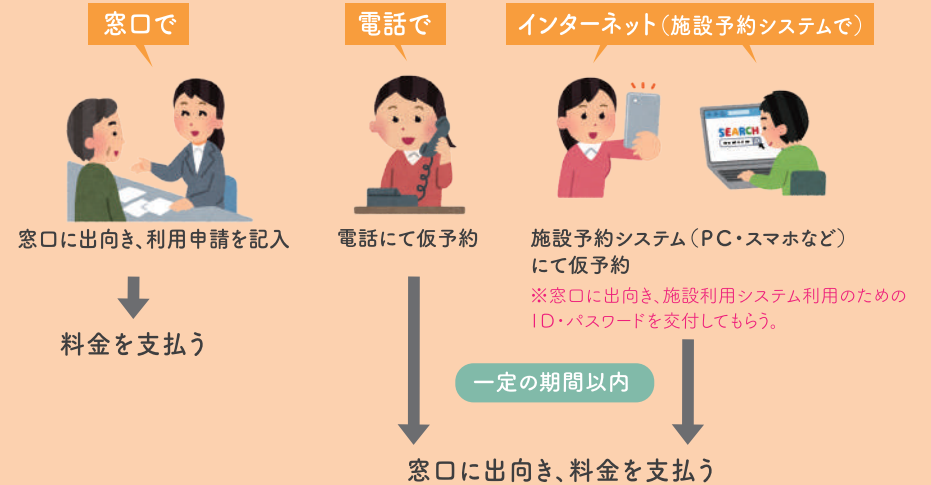 窓口で
電話で
インターネット（施設予約システムで）
SEARCH
窓口に出向き、利用申請を記入
料金を支払う
電話にて仮予約
施設予約システム（PC・スマホなど）
にて仮予約
※窓口に出向き、施設利用システム利用のための
ID・パスワードを交付してもらう。
一定の期間以内
窓口に出向き、料金を支払う